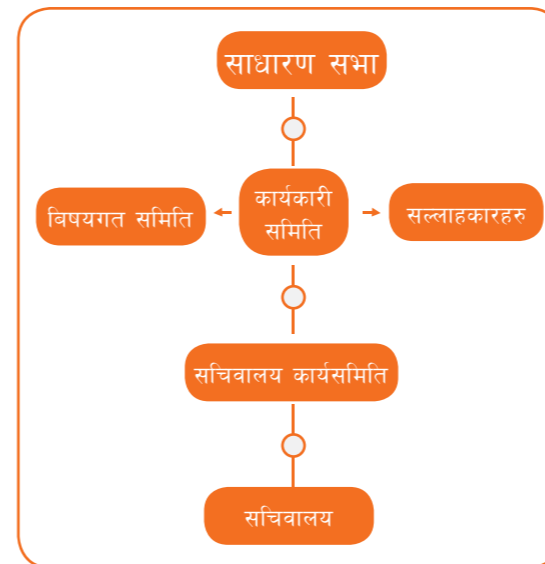 साधारण सभा
बिषयगत समिति
कार्यकारी
समिति
सल्लाहकारहरु
सचिवालय कार्यसमिति
सचिवालय